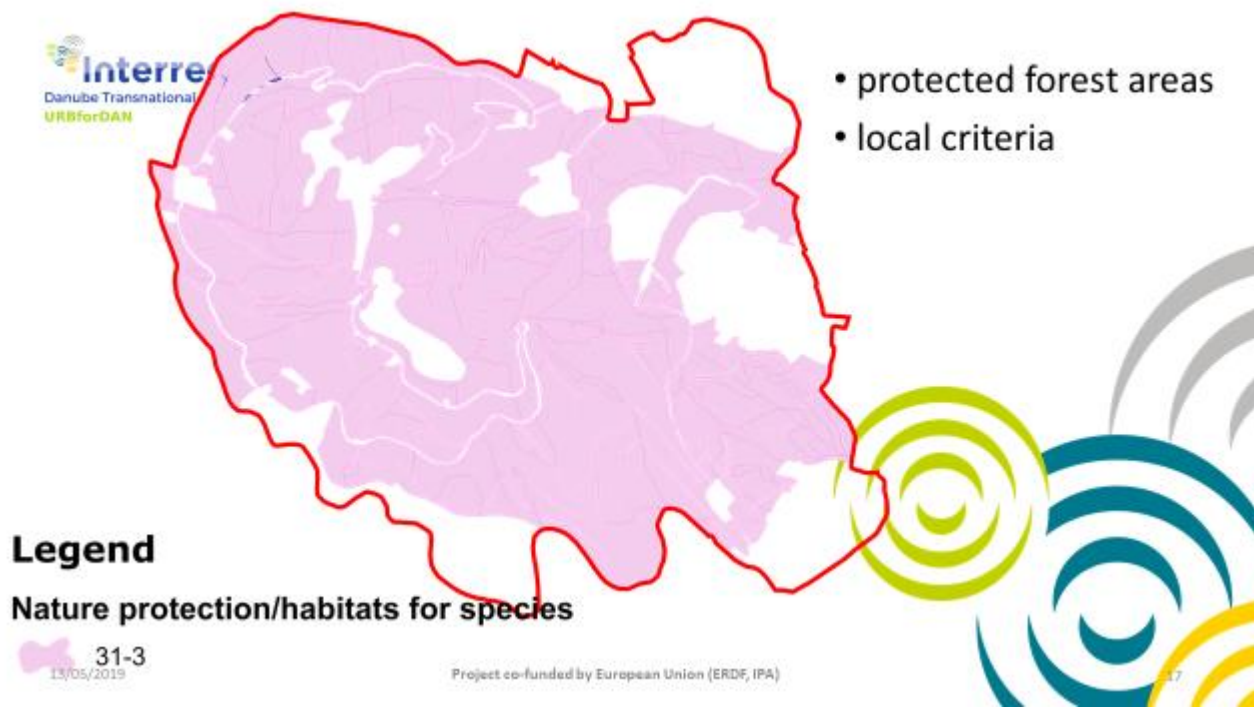 Interre
Danube Transnational
URBforDAN
• protected forest areas
• local criteria
Legend
Nature protection/habitats for species
31-3
13/05/2019
Project co-funded by European Union (ERDF, IPA)
17